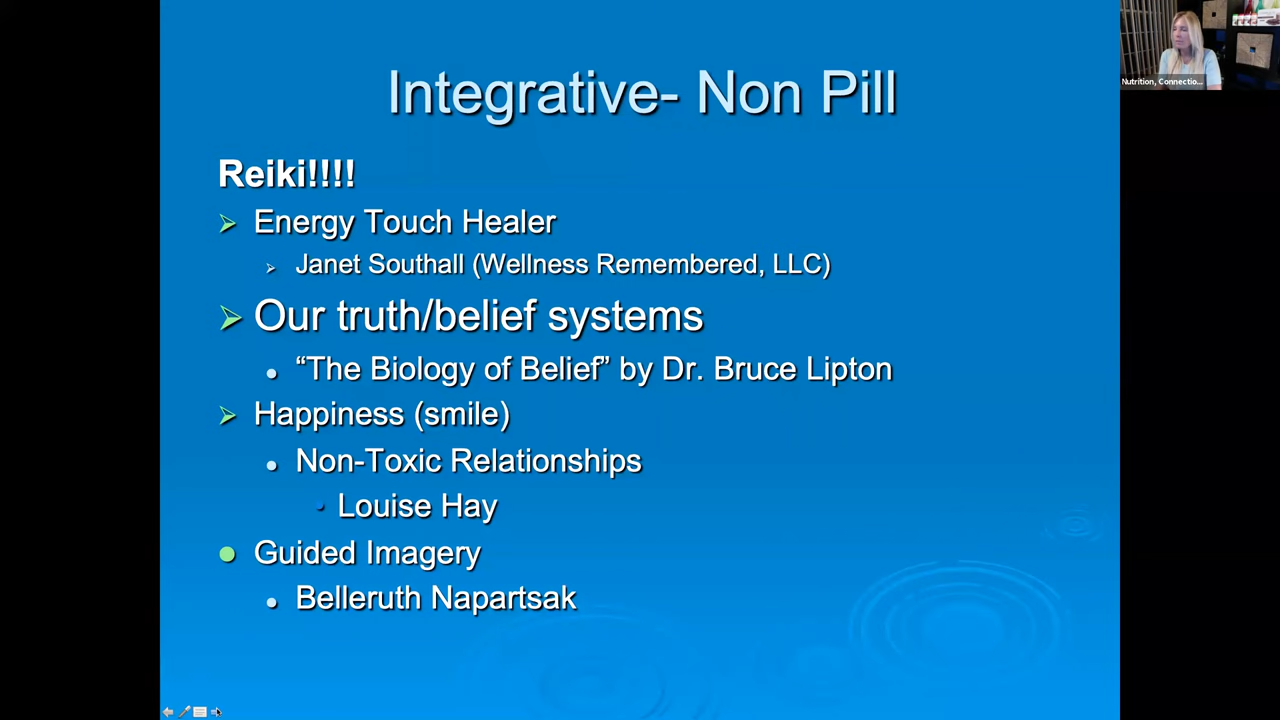 Integrative- Non Pill
Reiki!!!!
Energy Touch Healer
Janet Southall (Wellness Remembered, LLC)
Our truth/belief systems
“The Biology of Belief” by Dr. Bruce Lipton
Happiness (smile)
Non-Toxic Relationships
Louise Hay
Guided Imagery
Belleruth Napartsak
Nutrition, Connectio...